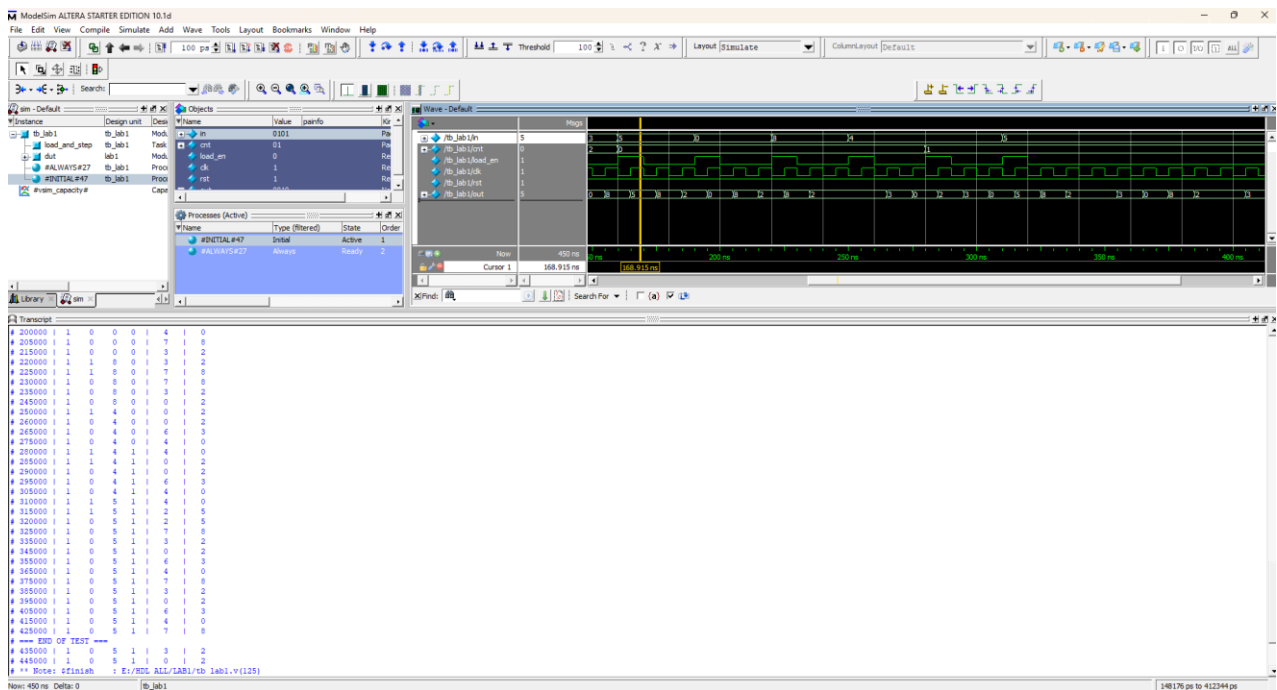 ModelSim ALTERA STARTER EDITION 10.1d
File Edit View Compile Simulate Add Wave Tools Layout Bookmarks Window Help
100 ps
Threshold 100
Layout Simulate
ColumnLayout Default
Search:
sim - Default
Instance Design unit
tb_lab1 tb_lab1
load_and_step tb_lab1 Task
dut lab1
#ALWAYS#27 tb_lab1
#INITIAL#47 tb_lab1
#vsim_capacity#
Library sim
Objects
Name Value
in 0101
cnt 01
load_en 0
clk 1
rst 1
Processes (Active)
Name Type (filtered) State Order
#INITIAL#47 Initial Active 1
#ALWAYS#27 Always Ready 2
Wave - Default
Msgs
/tb_lab1/in 5
/tb_lab1/cnt 0
/tb_lab1/load_en 1
/tb_lab1/clk 1
/tb_lab1/rst 1
/tb_lab1/out 5
Now 450 ns
200 ns 250 ns 300 ns 350 ns 400 ns
Cursor 1 168.915 ns
168.915 ns
Find: Search For
Transcript
# 200000 | 1 0 0 0 | 4 | 0
# 205000 | 1 0 0 0 | 7 | 8
# 215000 | 1 0 0 0 | 3 | 2
# 220000 | 1 1 8 0 | 3 | 2
# 225000 | 1 1 8 0 | 7 | 8
# 230000 | 1 0 8 0 | 7 | 8
# 235000 | 1 0 8 0 | 3 | 2
# 245000 | 1 0 8 0 | 0 | 2
# 250000 | 1 1 4 0 | 0 | 2
# 260000 | 1 0 4 0 | 0 | 2
# 265000 | 1 0 4 0 | 6 | 3
# 275000 | 1 0 4 0 | 4 | 0
# 280000 | 1 1 4 1 | 4 | 0
# 285000 | 1 1 4 1 | 0 | 2
# 290000 | 1 0 4 1 | 0 | 2
# 295000 | 1 0 4 1 | 6 | 3
# 305000 | 1 0 4 1 | 4 | 0
# 310000 | 1 1 5 1 | 4 | 0
# 315000 | 1 1 5 1 | 2 | 5
# 320000 | 1 0 5 1 | 2 | 5
# 325000 | 1 0 5 1 | 7 | 8
# 335000 | 1 0 5 1 | 3 | 2
# 345000 | 1 0 5 1 | 0 | 2
# 355000 | 1 0 5 1 | 6 | 3
# 365000 | 1 0 5 1 | 4 | 0
# 375000 | 1 0 5 1 | 7 | 8
# 385000 | 1 0 5 1 | 3 | 2
# 395000 | 1 0 5 1 | 0 | 2
# 405000 | 1 0 5 1 | 6 | 3
# 415000 | 1 0 5 1 | 4 | 0
# 425000 | 1 0 5 1 | 7 | 8
# === END OF TEST ===
# 435000 | 1 0 5 1 | 3 | 2
# 445000 | 1 0 5 1 | 0 | 2
# ** Note: $finish : E:/HDL ALL/LAB1/tb_lab1.v(125)
Now: 450 ns Delta: 0 tb_lab1 148176 ps to 412344 ps